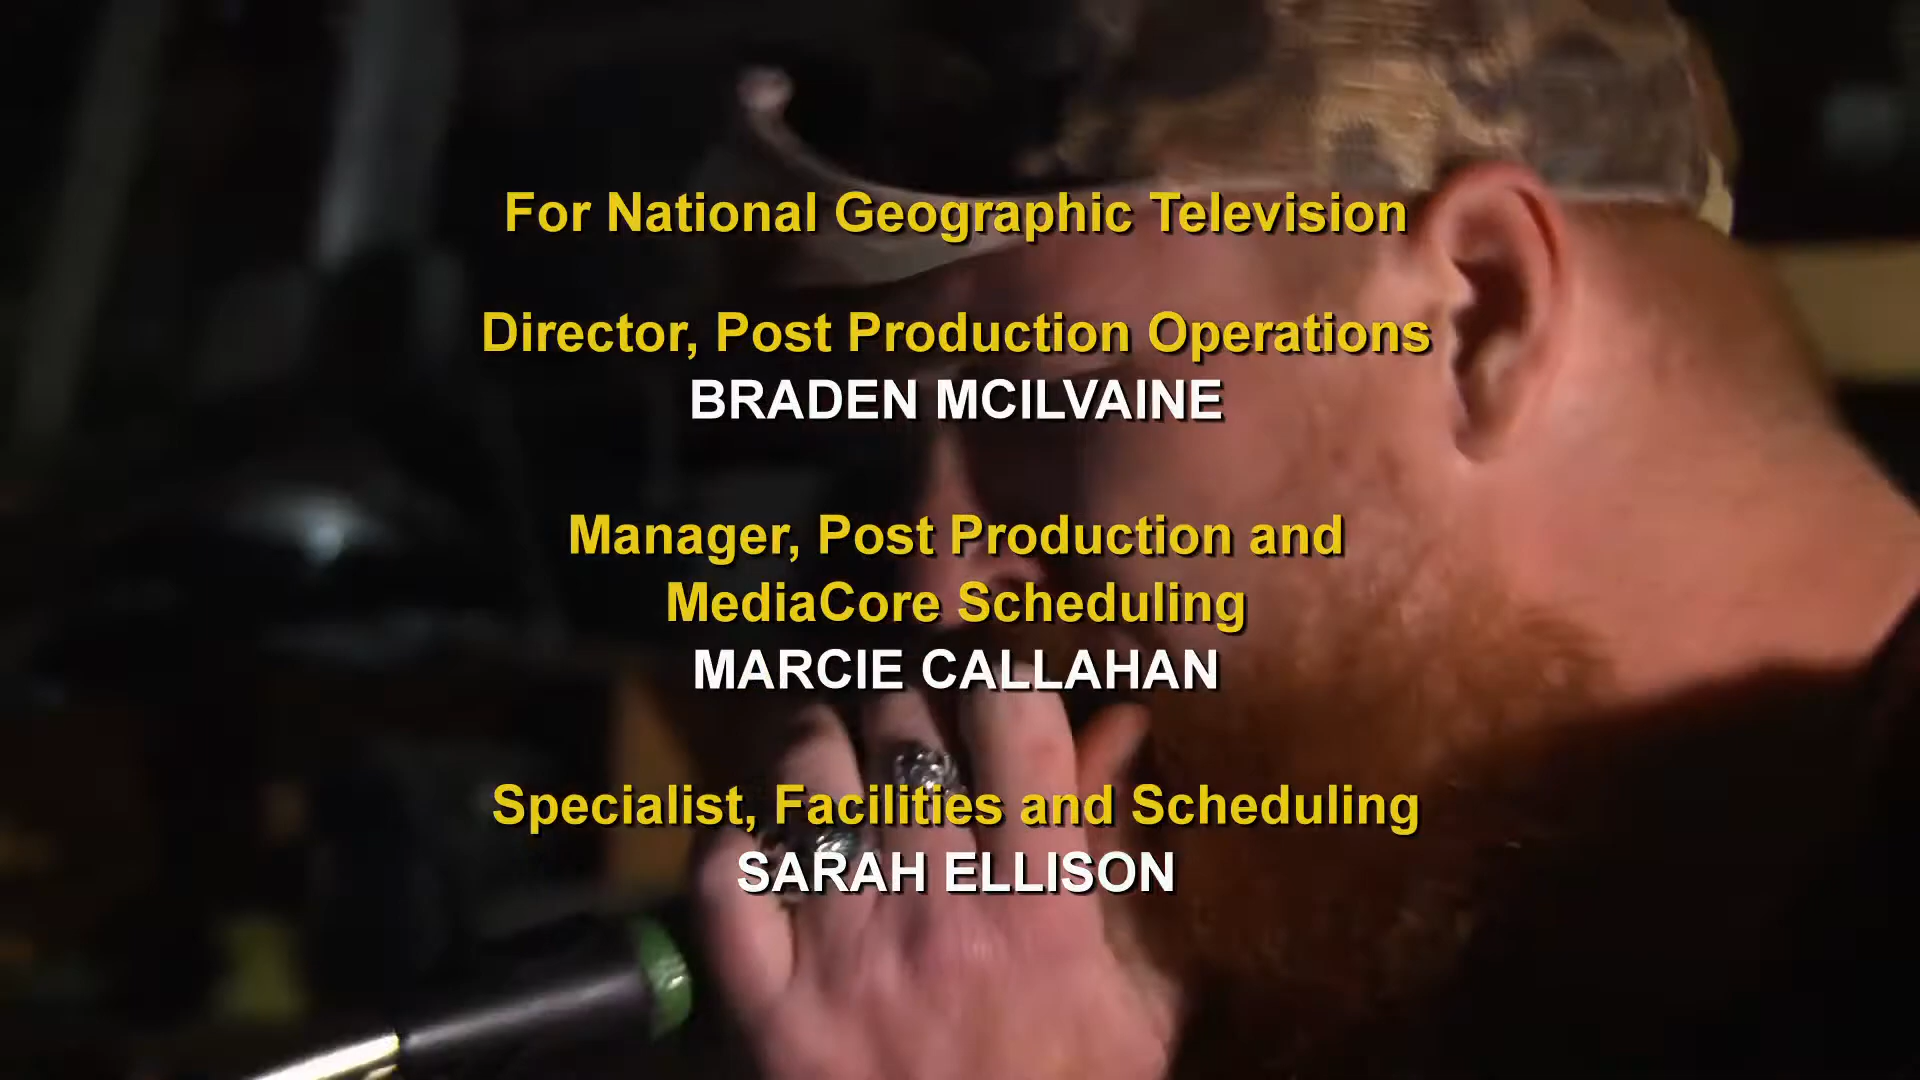 For National Geographic Television
Director, Post Production Operations
BRADEN MCILVAINE
Manager, Post Production and
MediaCore Scheduling
MARCIE CALLAHAN
Specialist, Facilities and Scheduling
SARAH ELLISON